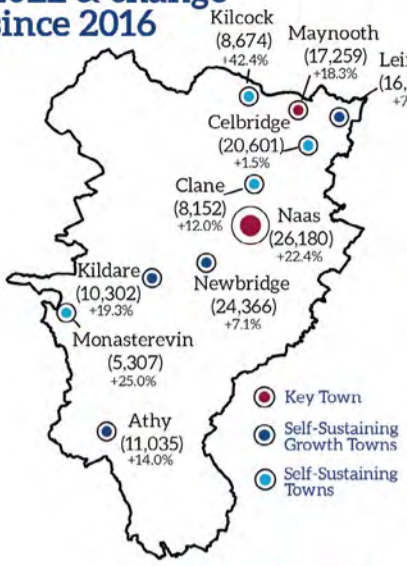 since 2016
Kilcock
(8,674)
+42.4%
Maynooth
(17,259)
+18.3%
Celbridge
(20,601)
+1.5%
Clane
(8,152)
+12.0%
Naas
(26,180)
+22.4%
Kildare
(10,302)
+19.3%
Newbridge
(24,366)
+7.1%
Monasterevin
(5,307)
+25.0%
Athy
(11,035)
+14.0%
Key Town
Self-Sustaining
Growth Towns
Self-Sustaining
Towns